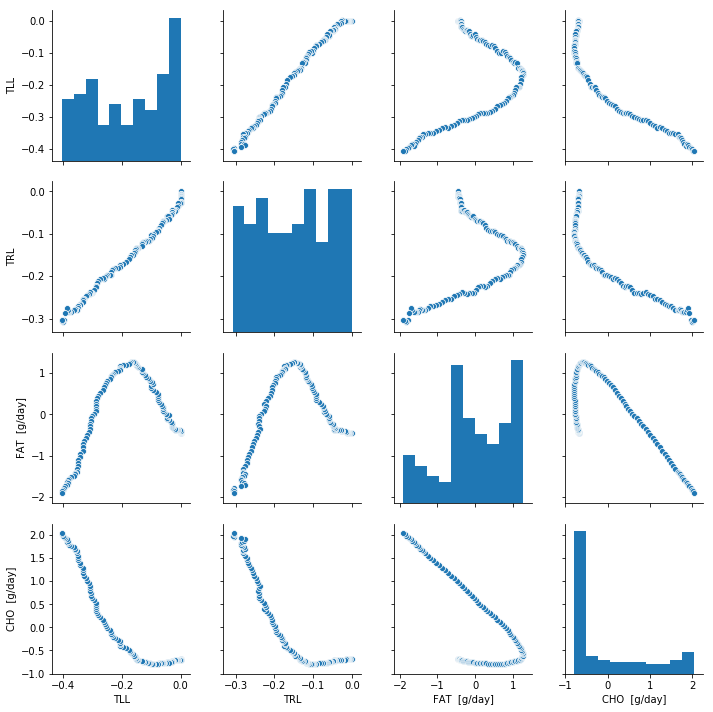 0.0
−0.1
−0.2
−0.3
−0.4
TLL
0.0
−0.1
−0.2
−0.3
TRL
1
0
−1
−2
FAT [g/day]
2.0
1.5
1.0
0.5
0.0
−0.5
−1.0
CHO [g/day]
−0.4 −0.2 0.0
TLL
−0.3 −0.2 −0.1 0.0
TRL
−2 −1 0 1
FAT [g/day]
−1 0 1 2
CHO [g/day]